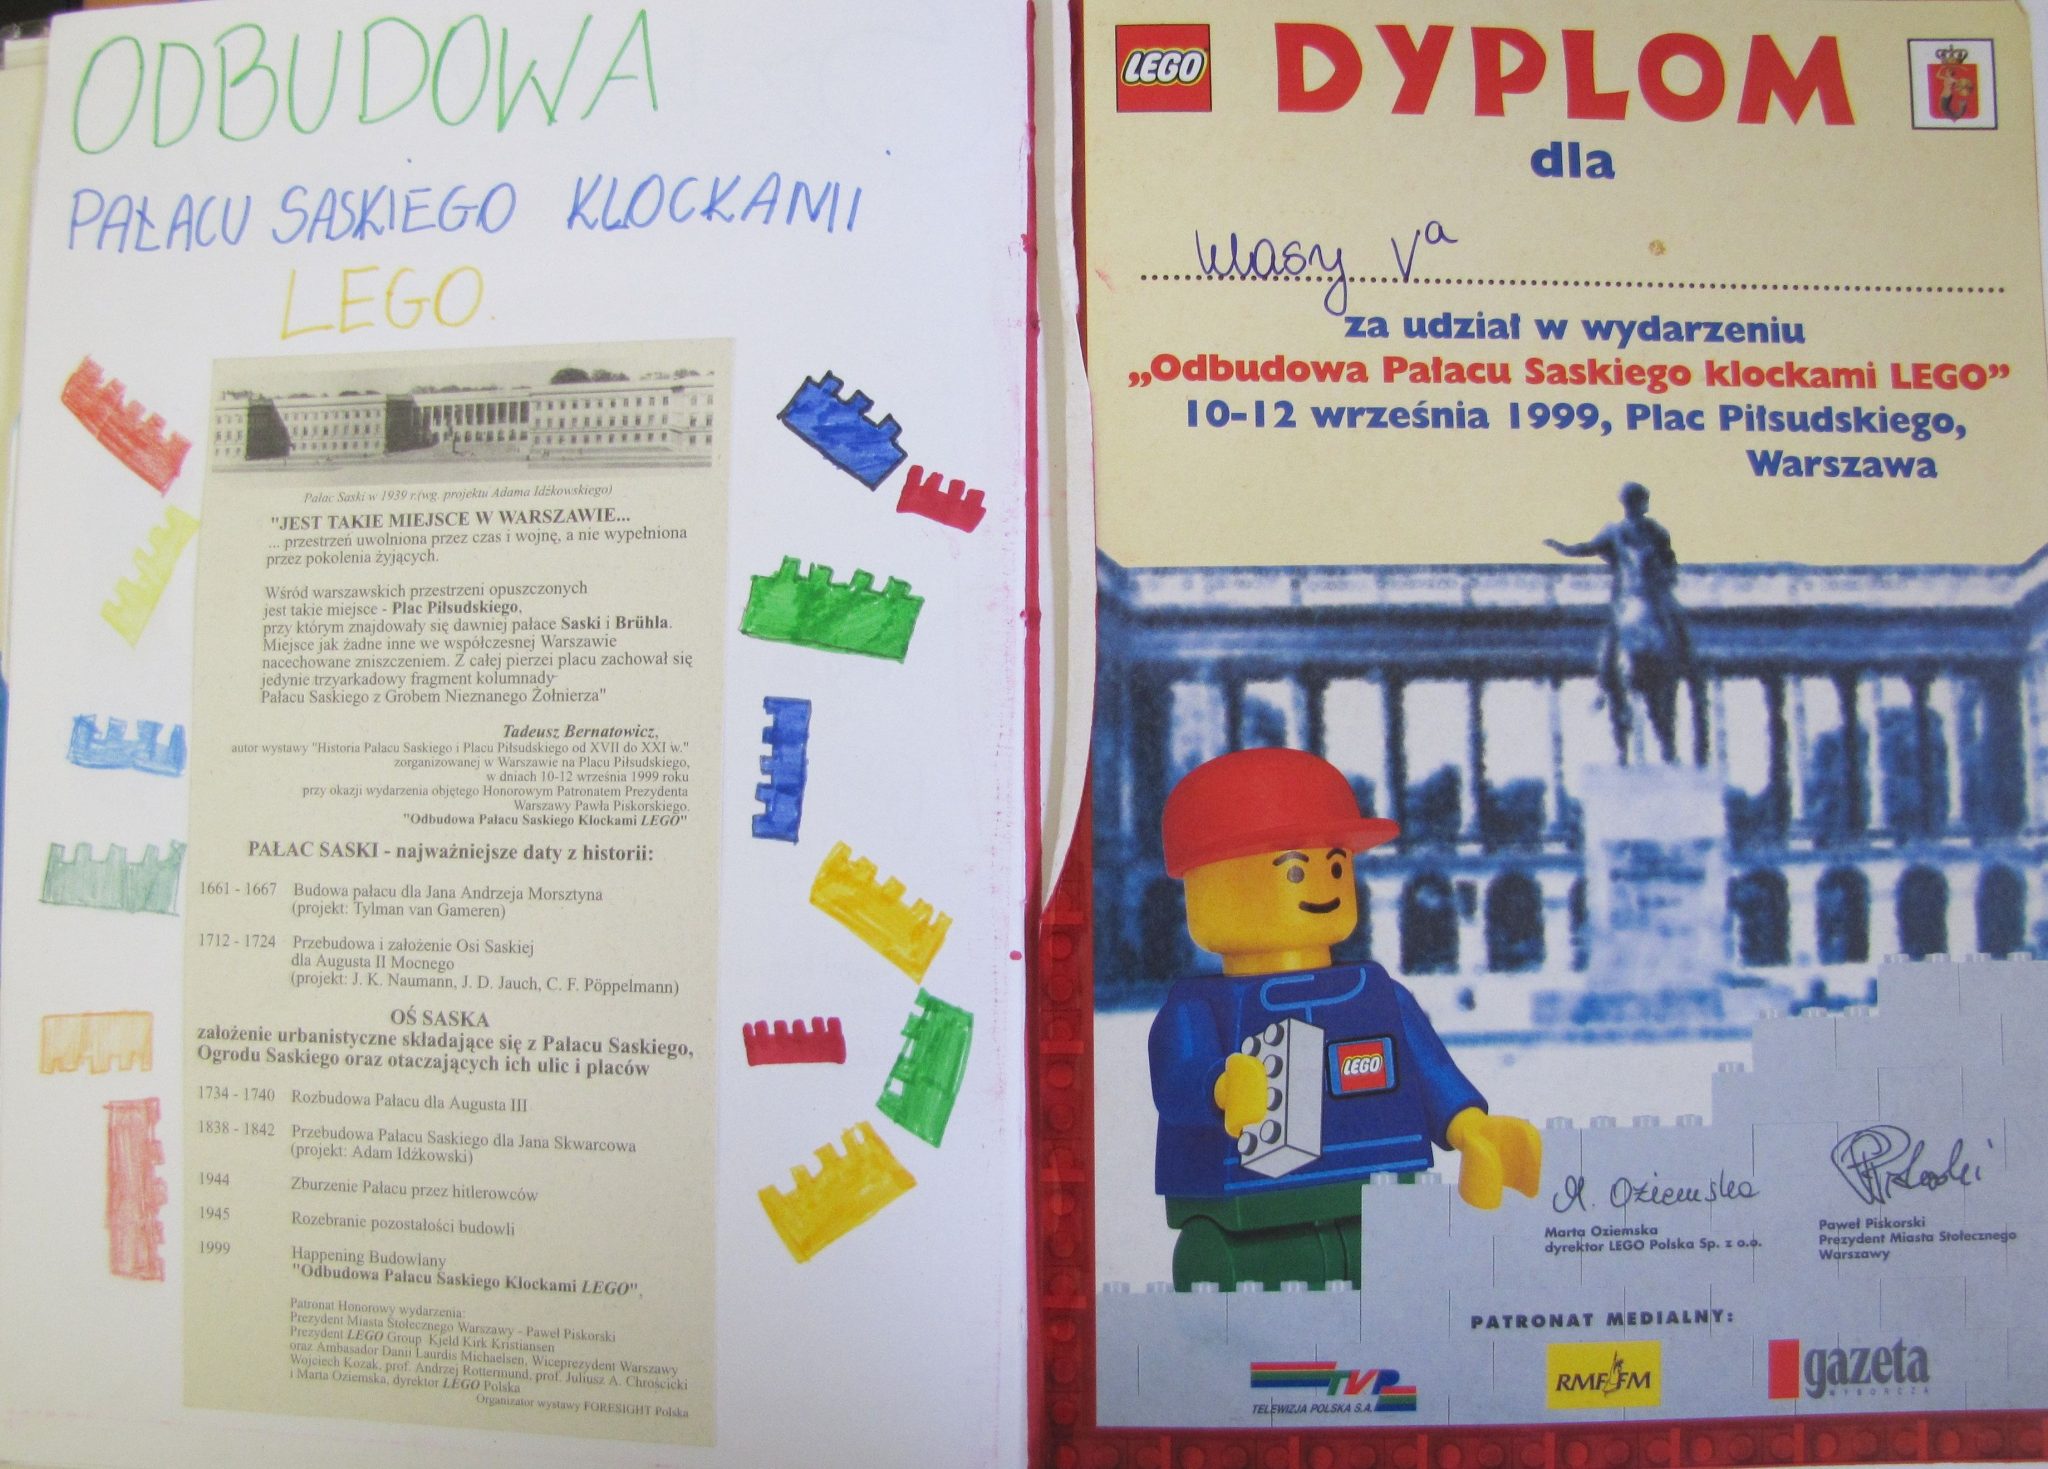 ODBUDOWA
PAŁACU SASKIEGO KLOCKAMI
LEGO
Pałac Saski w 1939 r.(wg. projektu Adama Idźkowskiego)
"JEST TAKIE MIEJSCE W WARSZAWIE...
... przestrzeń uwolniona przez czas i wojnę, a nie wypełniona
przez pokolenia żyjących.
Wśród warszawskich przestrzeni opuszczonych
jest takie miejsce - Plac Piłsudskiego,
przy którym znajdowały się dawniej pałace Saski i Brühla.
Miejsce jak żadne inne we współczesnej Warszawie
nacechowane zniszczeniem. Z całej pierzei placu zachował się
jedynie trzyarkadowy fragment kolumnady
Pałacu Saskiego z Grobem Nieznanego Żołnierza"
Tadeusz Bernatowicz,
autor wystawy "Historia Pałacu Saskiego i Placu Piłsudskiego od XVII do XXI w."
zorganizowanej w Warszawie na Placu Piłsudskiego,
w dniach 10-12 września 1999 roku
przy okazji wydarzenia objętego Honorowym Patronatem Prezydenta
Warszawy Pawła Piskorskiego.
"Odbudowa Pałacu Saskiego Klockami LEGO"
PAŁAC SASKI - najważniejsze daty z historii:
1661 - 1667 Budowa pałacu dla Jana Andrzeja Morsztyna
(projekt: Tylman van Gameren)
1712 - 1724 Przebudowa i założenie Osi Saskiej
dla Augusta II Mocnego
(projekt: J. K. Naumann, J. D. Jauch, C. F. Pöppelmann)
OŚ SASKA
założenie urbanistyczne składające się z Pałacu Saskiego,
Ogrodu Saskiego oraz otaczających ich ulic i placów
1734 - 1740 Rozbudowa Pałacu dla Augusta III
1838 - 1842 Przebudowa Pałacu Saskiego dla Jana Skwarcowa
(projekt: Adam Idźkowski)
1944 Zburzenie Pałacu przez hitlerowców
1945 Rozebranie pozostałości budowli
1999 Happening Budowlany
"Odbudowa Pałacu Saskiego Klockami LEGO",
Patronat Honorowy wydarzenia:
Prezydent Miasta Stołecznego Warszawy - Paweł Piskorski
Prezydent LEGO Group Kjeld Kirk Kristiansen
oraz Ambasador Danii Laurids Michaelsen, Wiceprezydent Warszawy
Wojciech Kozak, prof. Andrzej Rottermund, prof. Juliusz A. Chrościcki
i Marta Oziemska, dyrektor LEGO Polska
Organizator wystawy FORESIGHT Polska
LEGO DYPLOM
dla
klasy Va
za udział w wydarzeniu
„Odbudowa Pałacu Saskiego klockami LEGO”
10-12 września 1999, Plac Piłsudskiego,
Warszawa
LEGO
M. Oziemska
Marta Oziemska
dyrektor LEGO Polska Sp. z o.o.
Paweł Piskorski
Prezydent Miasta Stołecznego
Warszawy
PATRONAT MEDIALNY:
TVP
TELEWIZJA POLSKA S.A.
RMF FM
gazeta
WYBORCZA